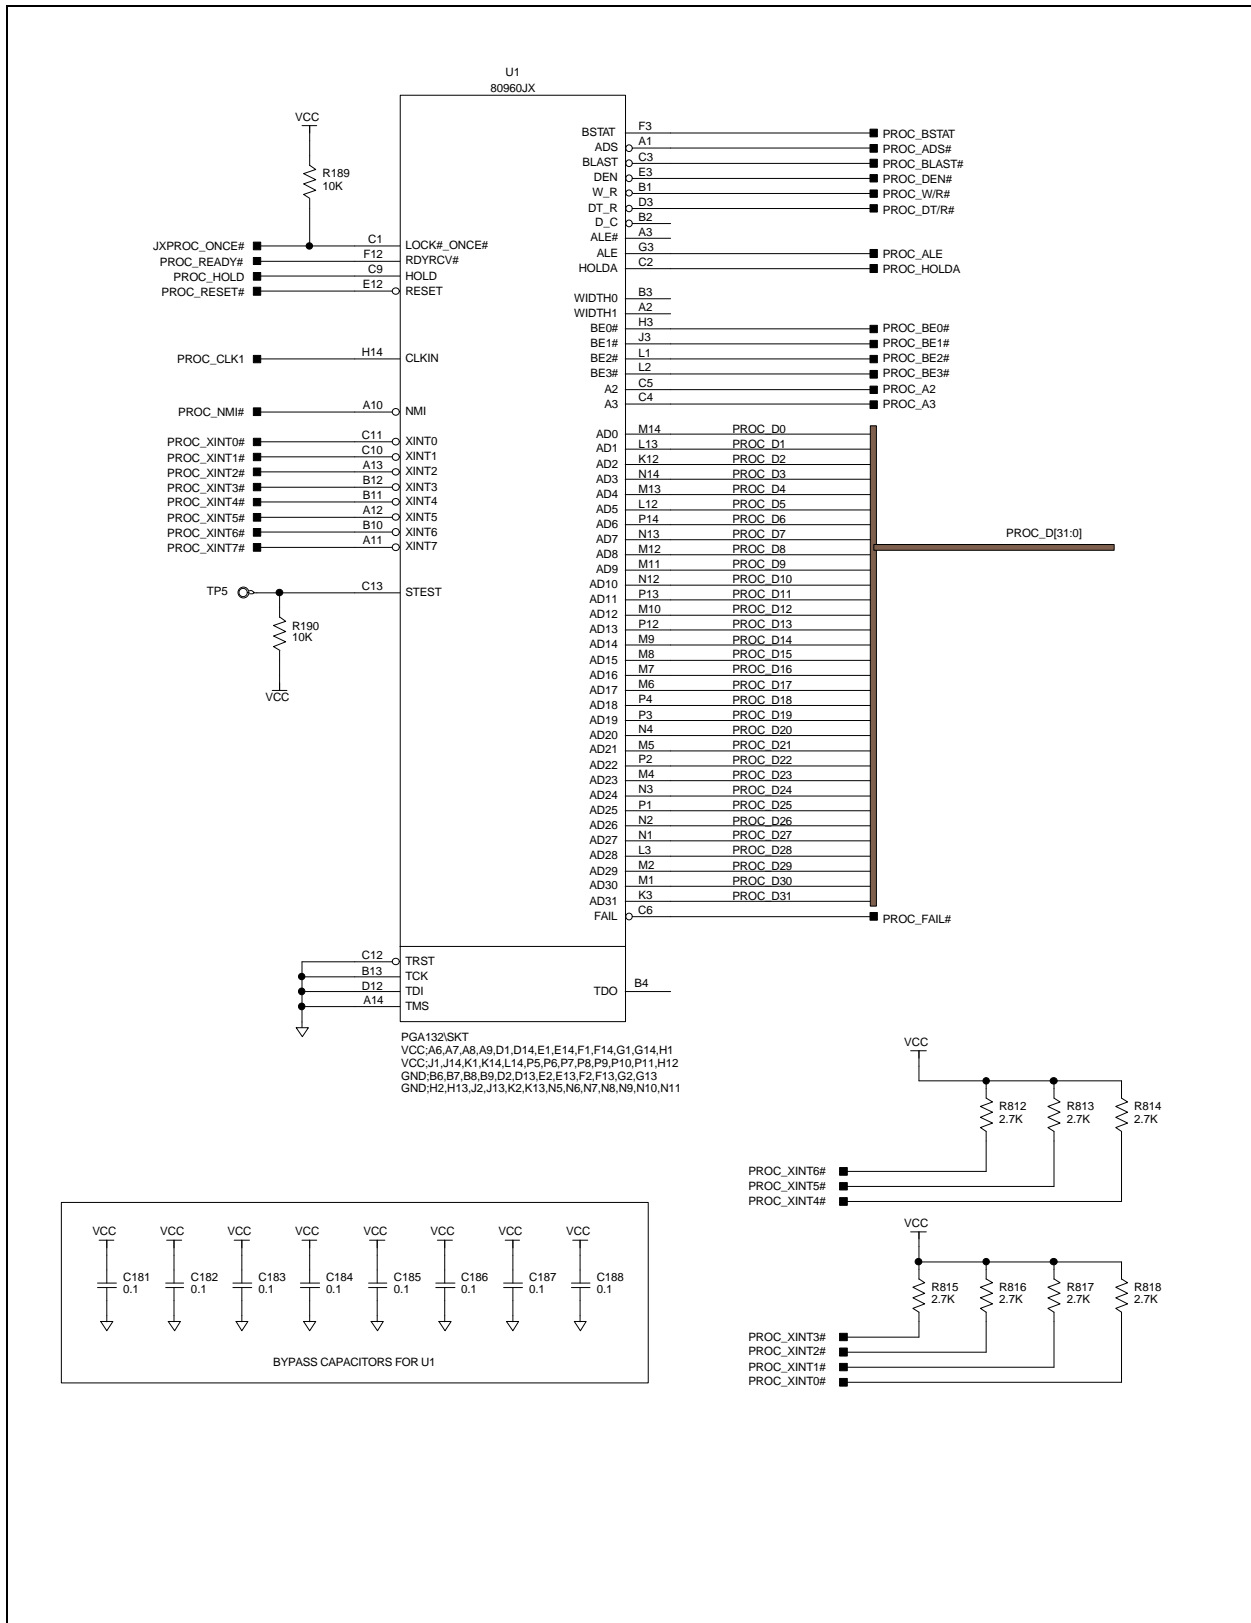 U1
80960JX
VCC
R189
10K
JXPROC_ONCE# C1 LOCK#_ONCE#
PROC_READY# F12 RDYRCV#
PROC_HOLD C9 HOLD
PROC_RESET# E12 RESET
PROC_CLK1 H14 CLKIN
PROC_NMI# A10 NMI
PROC_XINT0# C11 XINT0
PROC_XINT1# C10 XINT1
PROC_XINT2# A13 XINT2
PROC_XINT3# B12 XINT3
PROC_XINT4# B11 XINT4
PROC_XINT5# A12 XINT5
PROC_XINT6# B10 XINT6
PROC_XINT7# A11 XINT7
TP5 C13 STEST
R190
10K
VCC
BSTAT F3 PROC_BSTAT
ADS A1 PROC_ADS#
BLAST C3 PROC_BLAST#
DEN E3 PROC_DEN#
W_R B1 PROC_W/R#
DT_R D3 PROC_DT/R#
D_C B2
ALE# A3
ALE G3 PROC_ALE
HOLDA C2 PROC_HOLDA
WIDTH0 B3
WIDTH1 A2
BE0# H3 PROC_BE0#
BE1# J3 PROC_BE1#
BE2# L1 PROC_BE2#
BE3# L2 PROC_BE3#
A2 C5 PROC_A2
A3 C4 PROC_A3
AD0 M14 PROC_D0
AD1 L13 PROC_D1
AD2 K12 PROC_D2
AD3 N14 PROC_D3
AD4 M13 PROC_D4
AD5 L12 PROC_D5
AD6 P14 PROC_D6
AD7 N13 PROC_D7
AD8 M12 PROC_D8
AD9 M11 PROC_D9
AD10 N12 PROC_D10
AD11 P13 PROC_D11
AD12 M10 PROC_D12
AD13 P12 PROC_D13
AD14 M9 PROC_D14
AD15 M8 PROC_D15
AD16 M7 PROC_D16
AD17 M6 PROC_D17
AD18 P4 PROC_D18
AD19 P3 PROC_D19
AD20 N4 PROC_D20
AD21 M5 PROC_D21
AD22 P2 PROC_D22
AD23 M4 PROC_D23
AD24 N3 PROC_D24
AD25 P1 PROC_D25
AD26 N2 PROC_D26
AD27 N1 PROC_D27
AD28 L3 PROC_D28
AD29 M2 PROC_D29
AD30 M1 PROC_D30
AD31 K3 PROC_D31
FAIL C6 PROC_FAIL#
PROC_D[31:0]
C12 TRST
B13 TCK
D12 TDI
A14 TMS
TDO B4
PGA132\SKT
VCC;A6,A7,A8,A9,D1,D14,E1,E14,F1,F14,G1,G14,H1
VCC;J1,J14,K1,K14,L14,P5,P6,P7,P8,P9,P10,P11,H12
GND;B6,B7,B8,B9,D2,D13,E2,E13,F2,F13,G2,G13
GND;H2,H13,J2,J13,K2,K13,N5,N6,N7,N8,N9,N10,N11
VCC
R812 R813 R814
2.7K 2.7K 2.7K
PROC_XINT6#
PROC_XINT5#
PROC_XINT4#
VCC
R815 R816 R817 R818
2.7K 2.7K 2.7K 2.7K
PROC_XINT3#
PROC_XINT2#
PROC_XINT1#
PROC_XINT0#
VCC VCC VCC VCC VCC VCC VCC VCC
C181 C182 C183 C184 C185 C186 C187 C188
0.1 0.1 0.1 0.1 0.1 0.1 0.1 0.1
BYPASS CAPACITORS FOR U1